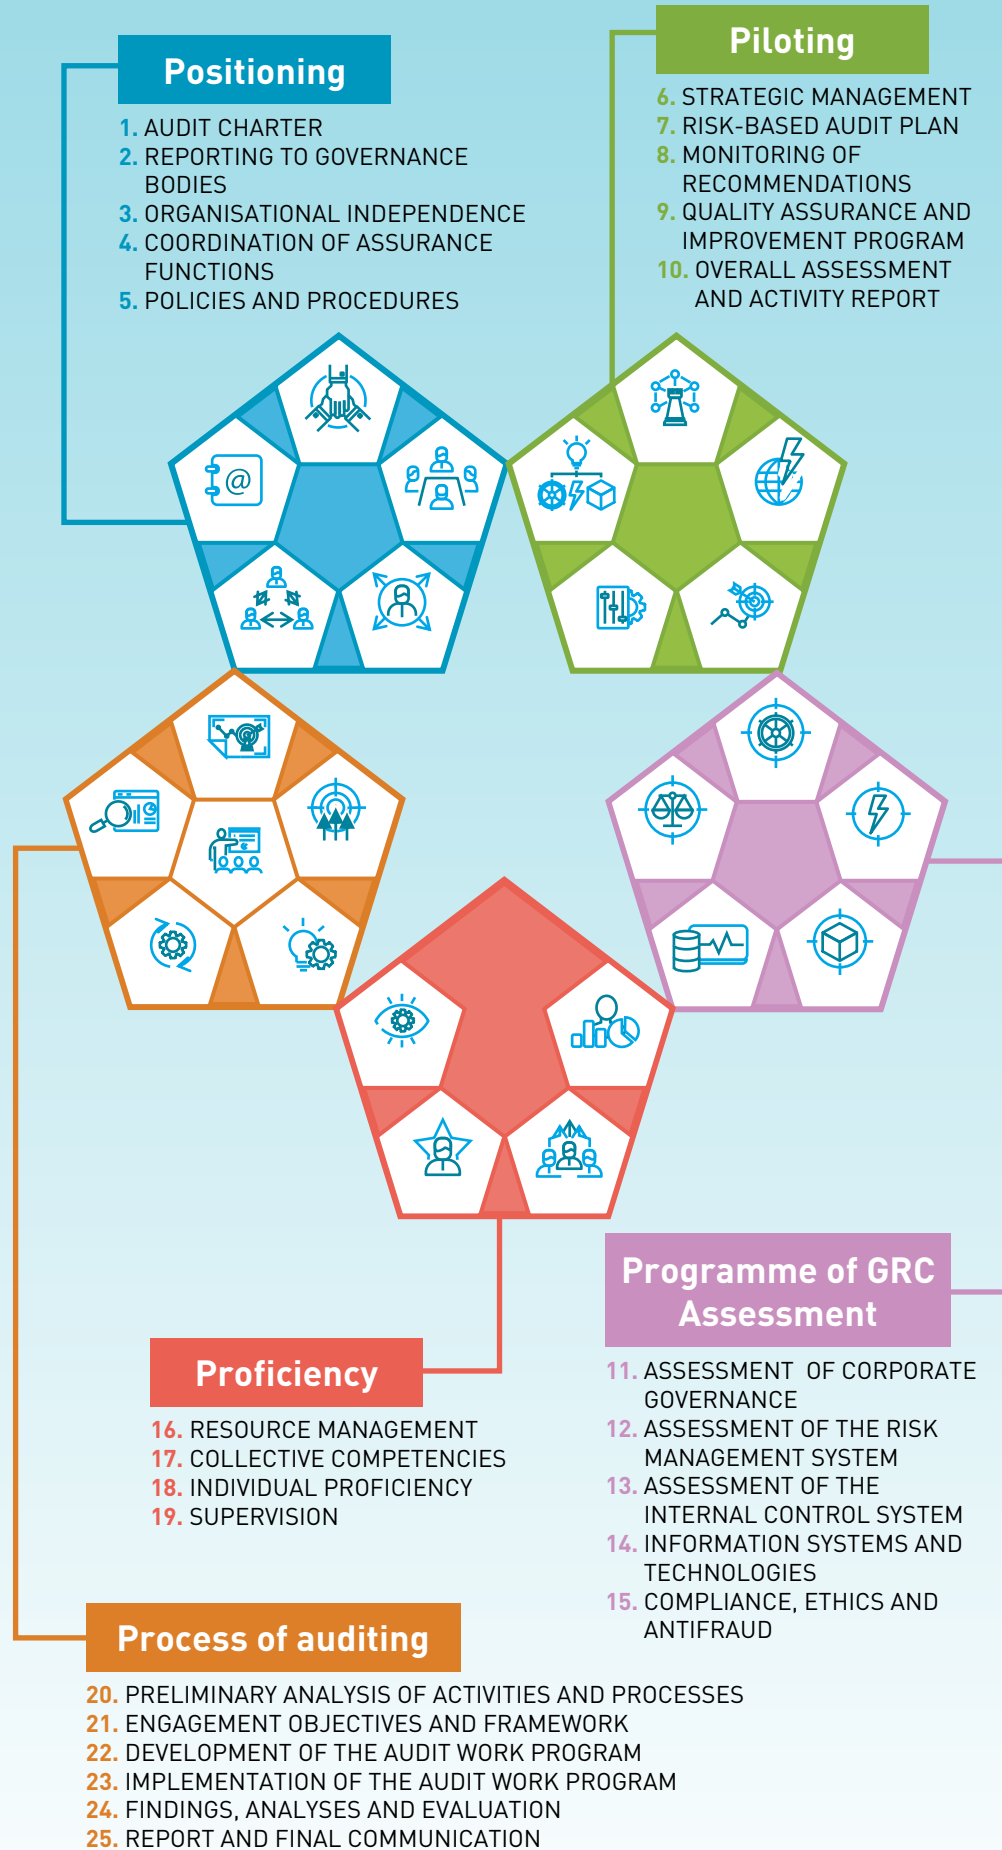 Positioning
1. AUDIT CHARTER
2. REPORTING TO GOVERNANCE
BODIES
3. ORGANISATIONAL INDEPENDENCE
4. COORDINATION OF ASSURANCE
FUNCTIONS
5. POLICIES AND PROCEDURES
Piloting
6. STRATEGIC MANAGEMENT
7. RISK-BASED AUDIT PLAN
8. MONITORING OF
RECOMMENDATIONS
9. QUALITY ASSURANCE AND
IMPROVEMENT PROGRAM
10. OVERALL ASSESSMENT
AND ACTIVITY REPORT
@
Programme of GRC
Assessment
11. ASSESSMENT OF CORPORATE
GOVERNANCE
12. ASSESSMENT OF THE RISK
MANAGEMENT SYSTEM
13. ASSESSMENT OF THE
INTERNAL CONTROL SYSTEM
14. INFORMATION SYSTEMS AND
TECHNOLOGIES
15. COMPLIANCE, ETHICS AND
ANTIFRAUD
Proficiency
16. RESOURCE MANAGEMENT
17. COLLECTIVE COMPETENCIES
18. INDIVIDUAL PROFICIENCY
19. SUPERVISION
Process of auditing
20. PRELIMINARY ANALYSIS OF ACTIVITIES AND PROCESSES
21. ENGAGEMENT OBJECTIVES AND FRAMEWORK
22. DEVELOPMENT OF THE AUDIT WORK PROGRAM
23. IMPLEMENTATION OF THE AUDIT WORK PROGRAM
24. FINDINGS, ANALYSES AND EVALUATION
25. REPORT AND FINAL COMMUNICATION